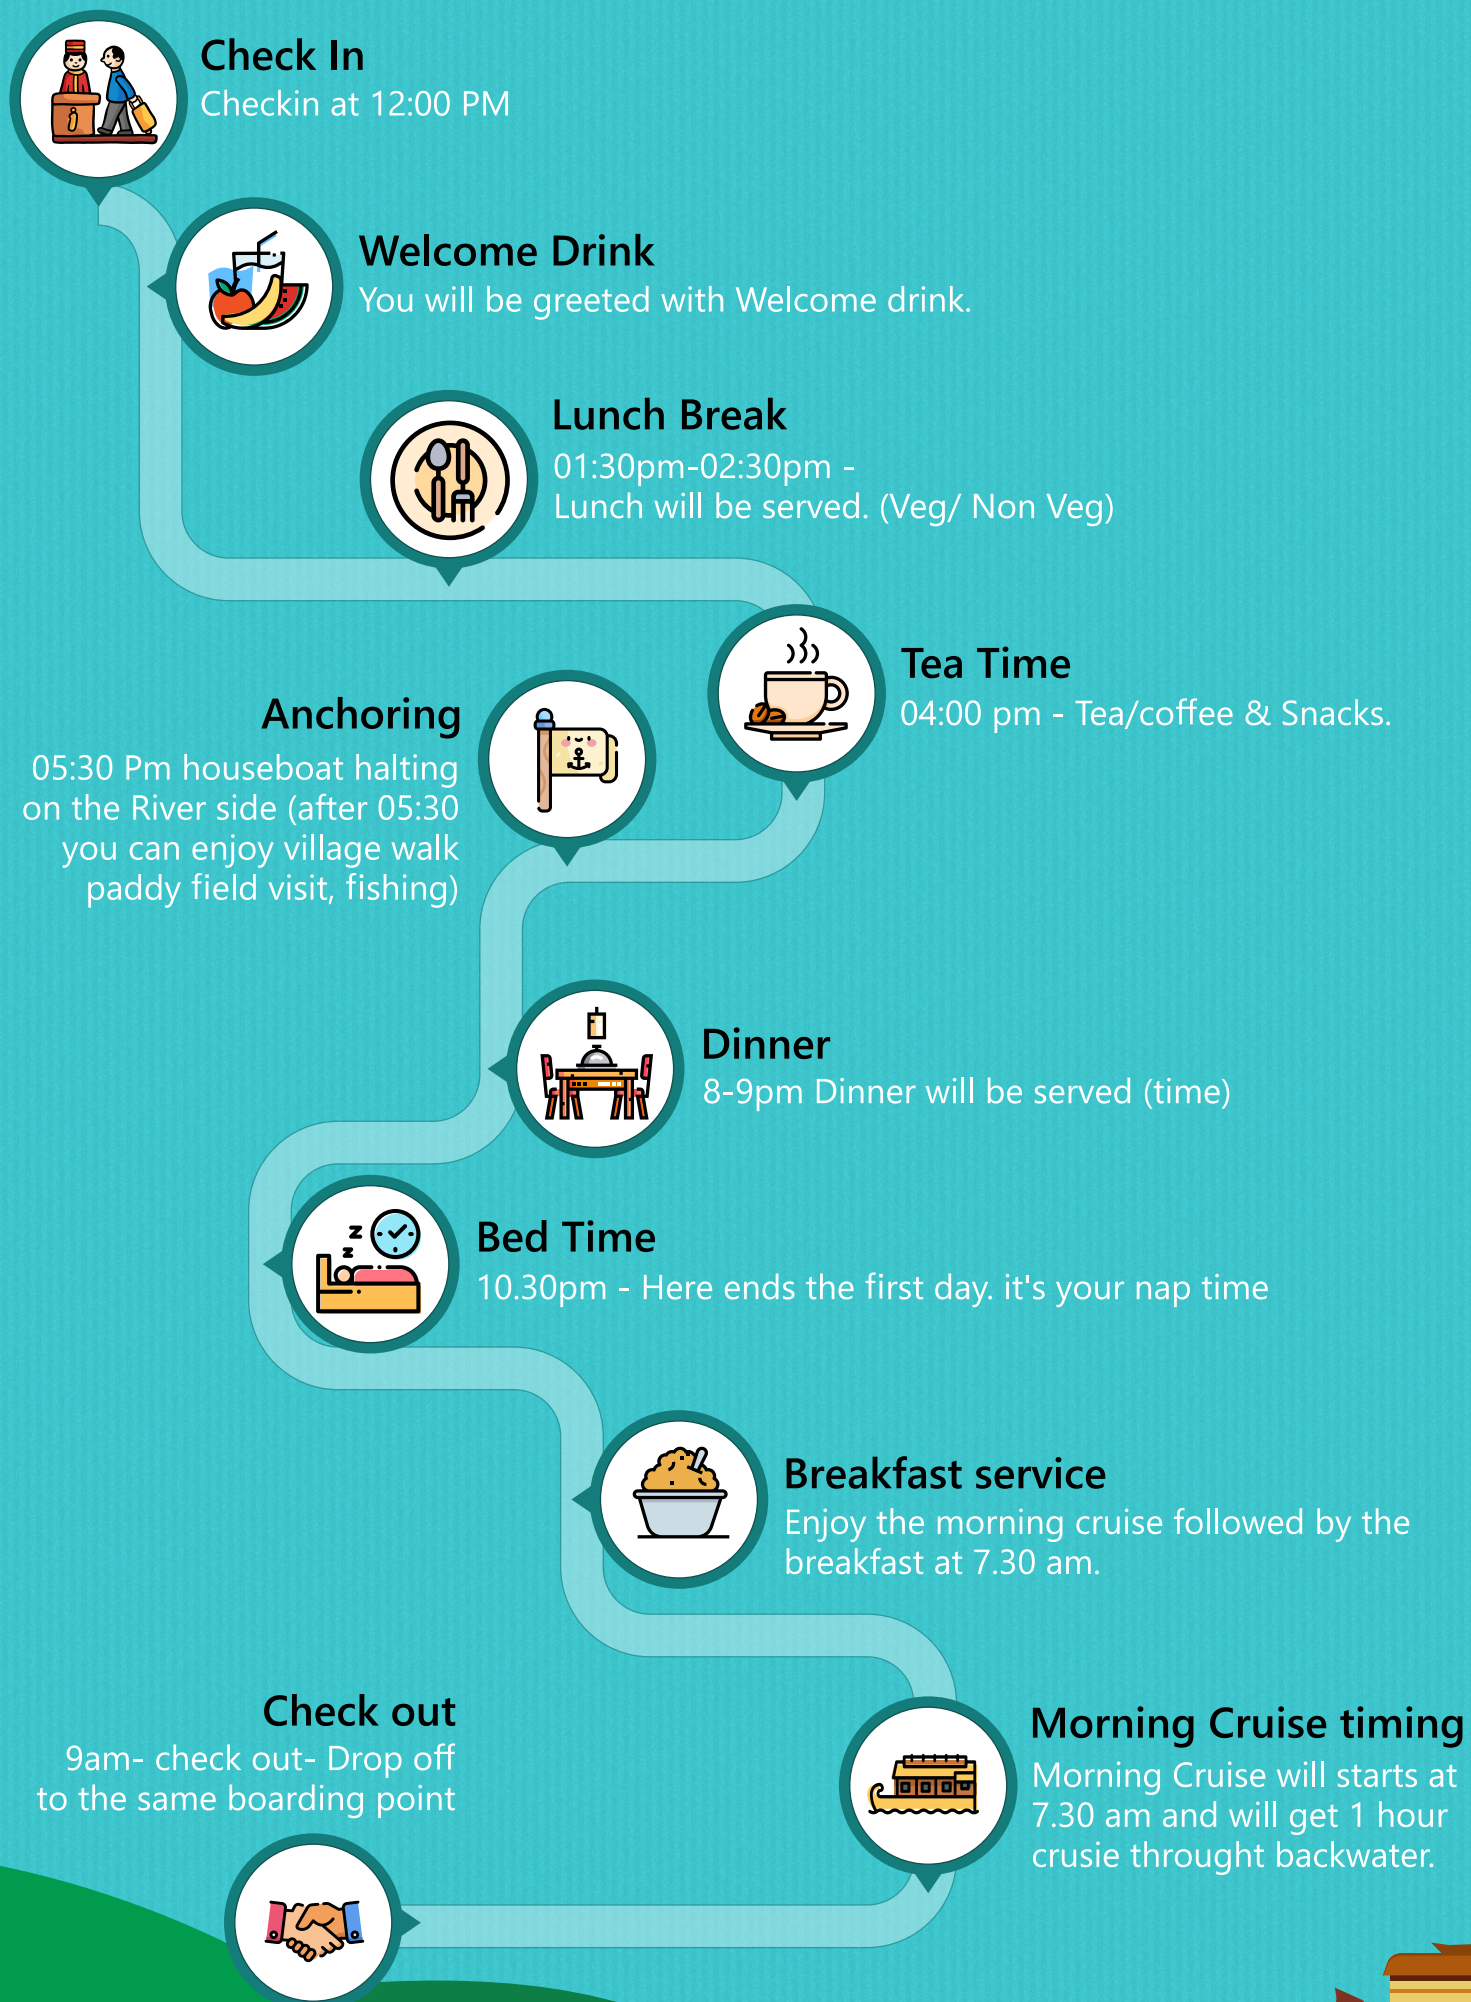 Check In
Checkin at 12:00 PM
Welcome Drink
You will be greeted with Welcome drink.
Lunch Break
01:30pm-02:30pm -
Lunch will be served. (Veg/ Non Veg)
Tea Time
04:00 pm - Tea/coffee & Snacks.
Anchoring
05:30 Pm houseboat halting
on the River side (after 05:30
you can enjoy village walk
paddy field visit, fishing)
Dinner
8-9pm Dinner will be served (time)
Bed Time
10.30pm - Here ends the first day. it's your nap time
Breakfast service
Enjoy the morning cruise followed by the
breakfast at 7.30 am.
Morning Cruise timing
Morning Cruise will starts at
7.30 am and will get 1 hour
crusie throught backwater.
Check out
9am- check out- Drop off
to the same boarding point